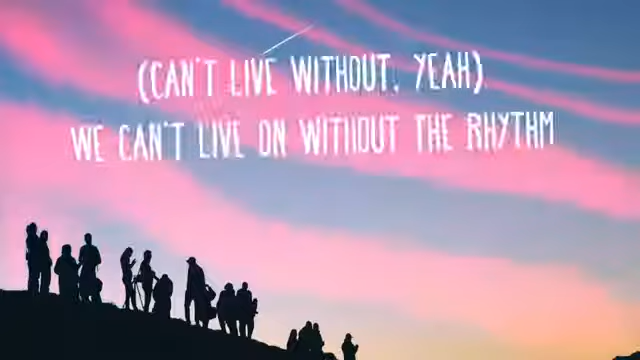 (CAN'T LIVE WITHOUT, YEAH)
WE CAN'T LIVE ON WITHOUT THE RHYTHM